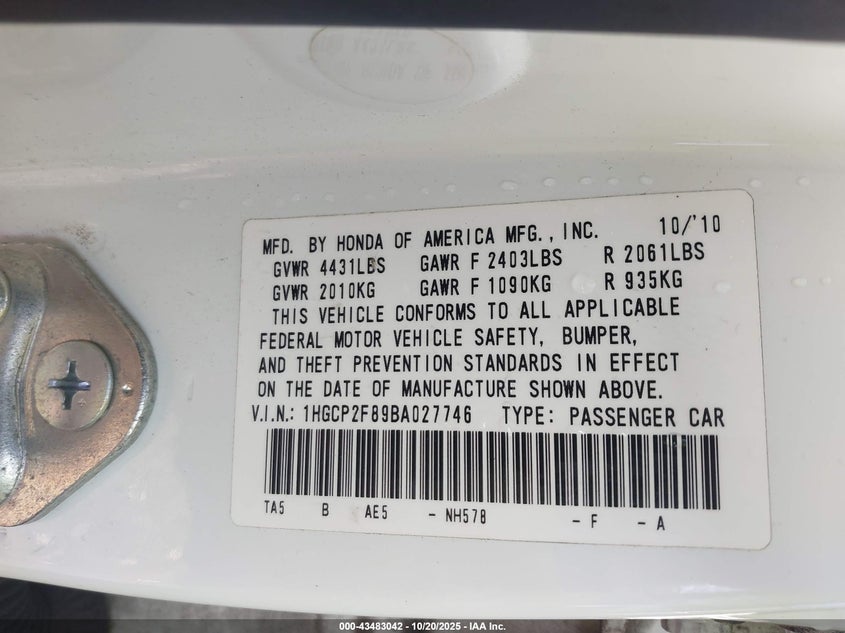 MFD. BY HONDA OF AMERICA MFG., INC. 10/'10
GVWR 4431LBS GAWR F 2403LBS R 2061LBS
GVWR 2010KG GAWR F 1090KG R 935KG
THIS VEHICLE CONFORMS TO ALL APPLICABLE
FEDERAL MOTOR VEHICLE SAFETY, BUMPER,
AND THEFT PREVENTION STANDARDS IN EFFECT
ON THE DATE OF MANUFACTURE SHOWN ABOVE.
V.I.N.: 1HGCP2F89BA027746 TYPE: PASSENGER CAR
TA5 B AE5 - NH578 - F - A
000-43483042 - 10/20/2025 - IAA Inc.